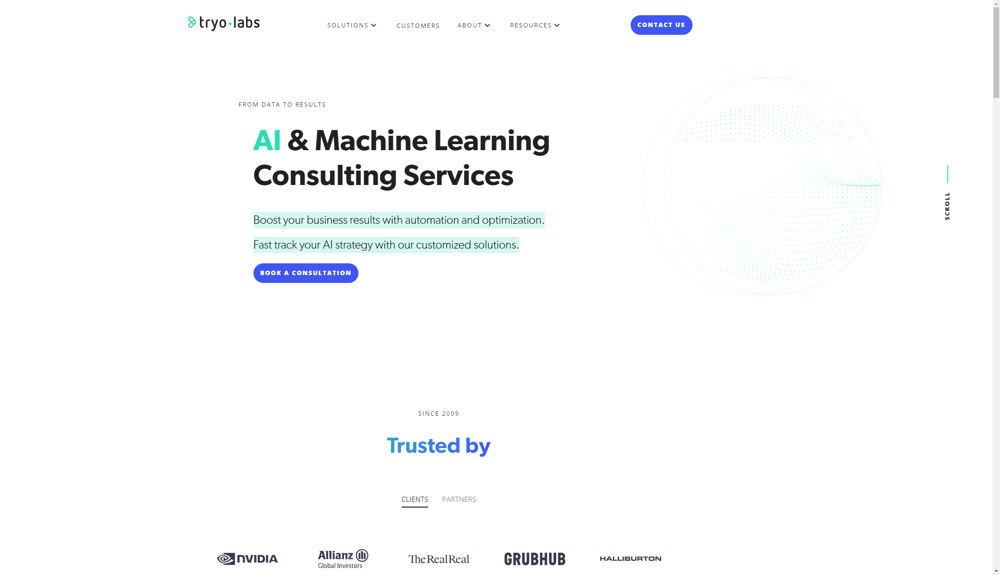 tryo·labs
SOLUTIONS
CUSTOMERS
ABOUT
RESOURCES
CONTACT US
FROM DATA TO RESULTS
AI & Machine Learning
Consulting Services
Boost your business results with automation and optimization.
Fast track your AI strategy with our customized solutions.
BOOK A CONSULTATION
SCROLL
SINCE 2009
Trusted by
CLIENTS
PARTNERS
NVIDIA
Allianz
Global Investors
The RealReal
GRUBHUB
HALLIBURTON